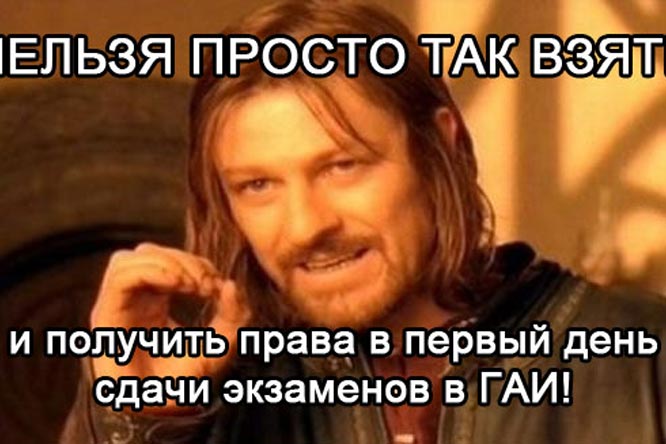 НЕЛЬЗЯ ПРОСТО ТАК ВЗЯТЬ
и получить права в первый день
сдачи экзаменов в ГАИ!